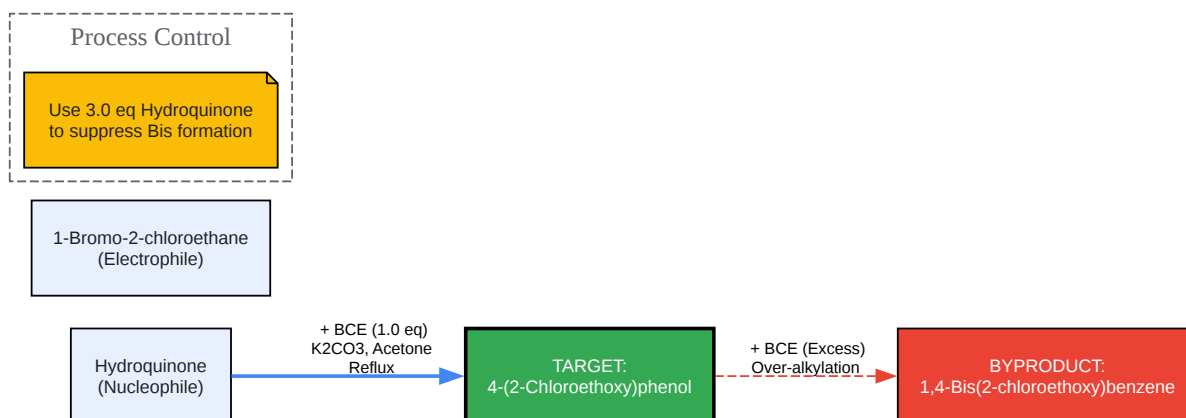 Process Control
Use 3.0 eq Hydroquinone
to suppress Bis formation
1-Bromo-2-chloroethane
(Electrophile)
Hydroquinone
(Nucleophile)
+ BCE (1.0 eq)
K2CO3, Acetone
Reflux
TARGET:
4-(2-Chloroethoxy)phenol
+ BCE (Excess)
Over-alkylation
BYPRODUCT:
1,4-Bis(2-chloroethoxy)benzene